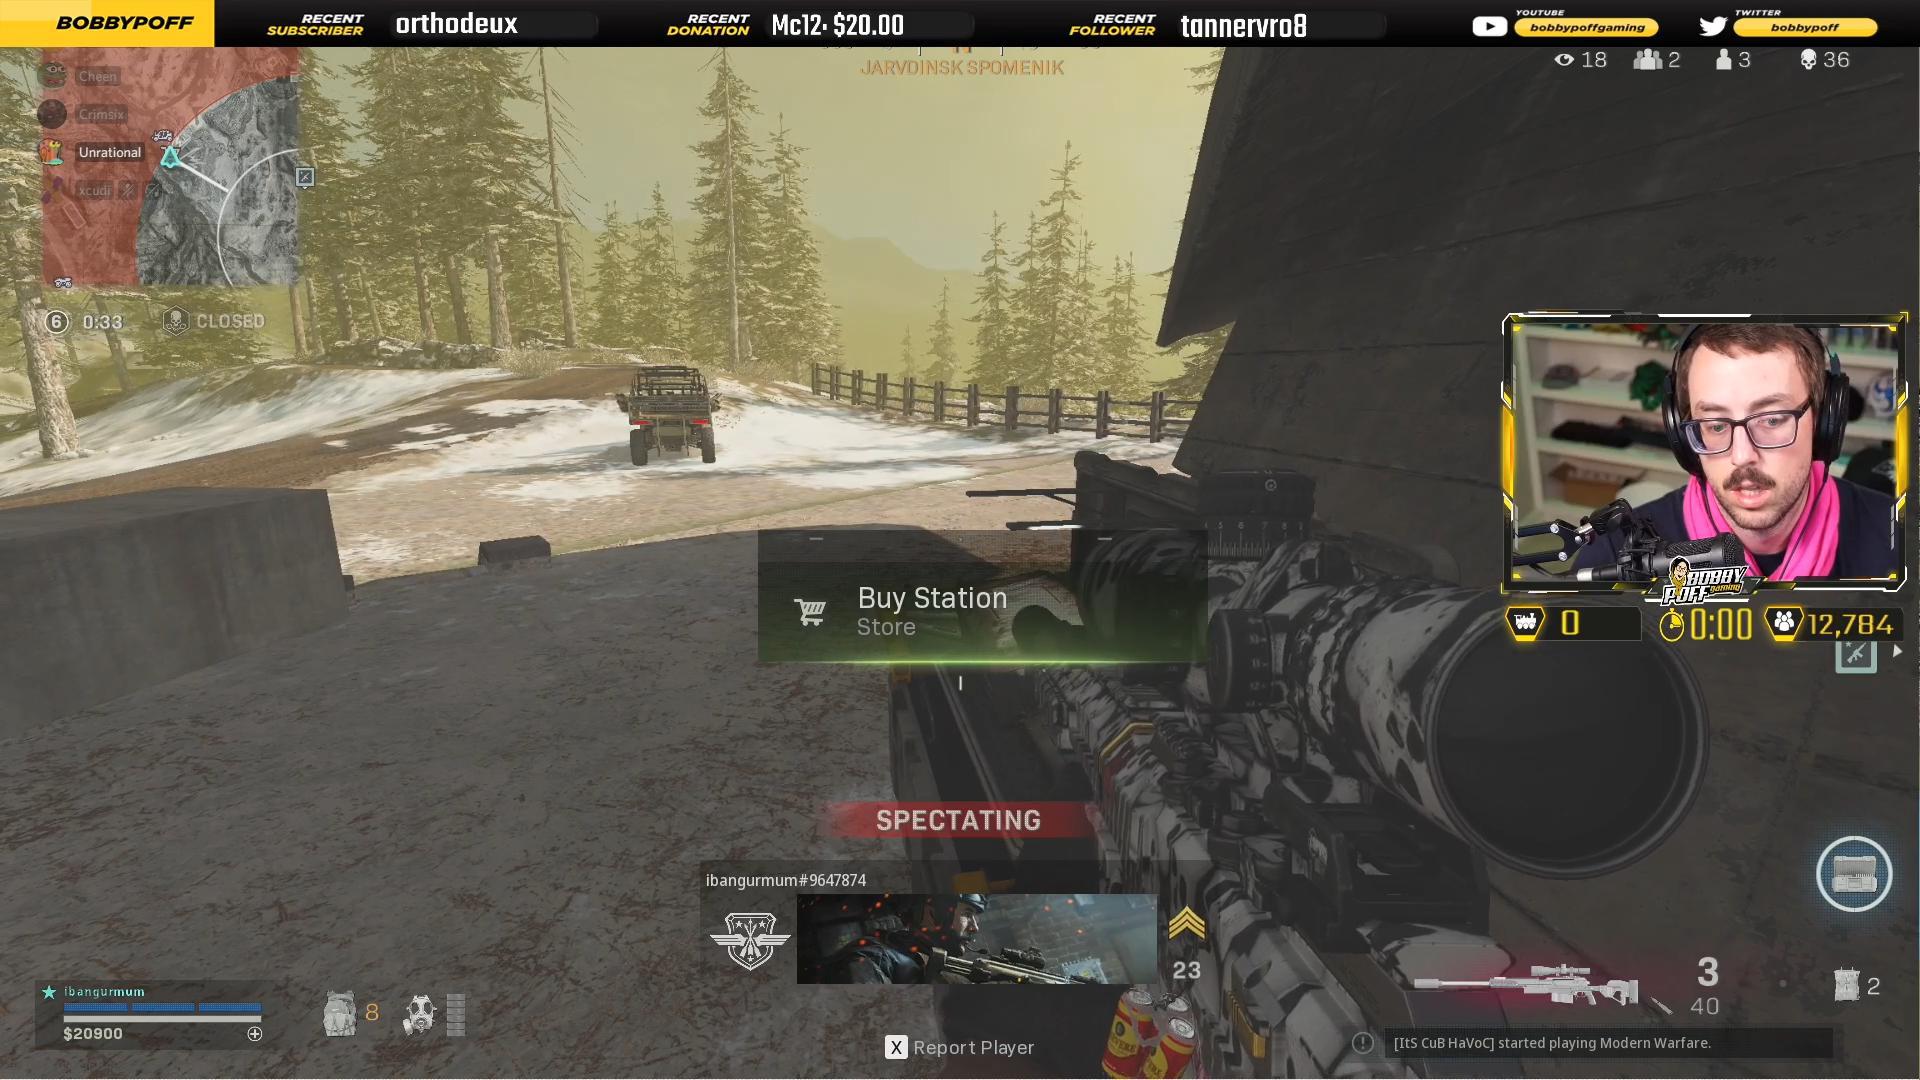 BOBBYPOFF
RECENT SUBSCRIBER
orthodeux
RECENT DONATION
Mc12: $20.00
RECENT FOLLOWER
tannervro8
YOUTUBE
bobbypoffgaming
TWITTER
bobbypoff
JARVDINSK SPOMENIK
18
2
3
36
Cheen
Crimsix
Unrational
xcudi
6
0:33
CLOSED
Buy Station
Store
BOBBY
POFF
gaming
0
0:00
12,784
SPECTATING
ibangurmum#9647874
23
ibangurmum
$20900
8
X Report Player
3
40
2
[ItS CuB HaVoC] started playing Modern Warfare.